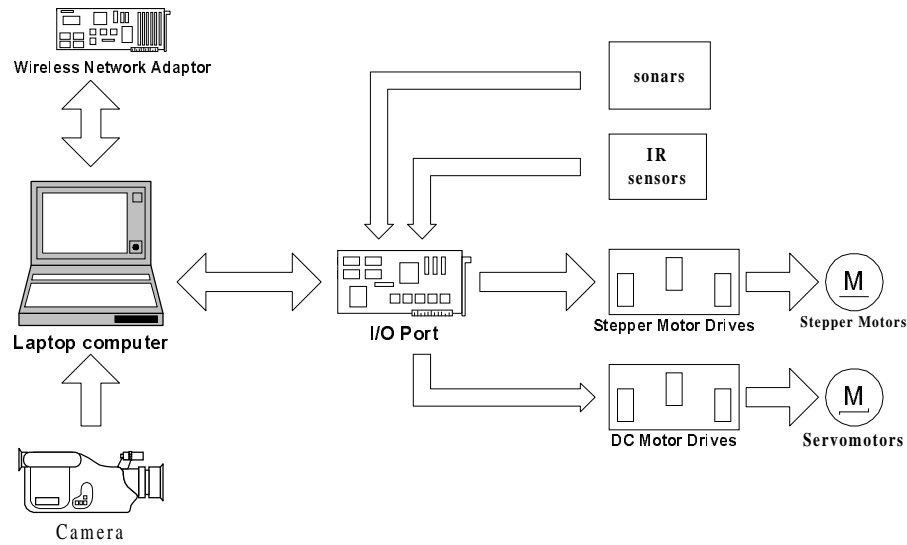 Wireless Network Adaptor
sonars
IR
sensors
Laptop computer
I/O Port
Stepper Motor Drives
M
Stepper Motors
DC Motor Drives
M
Servomotors
Camera